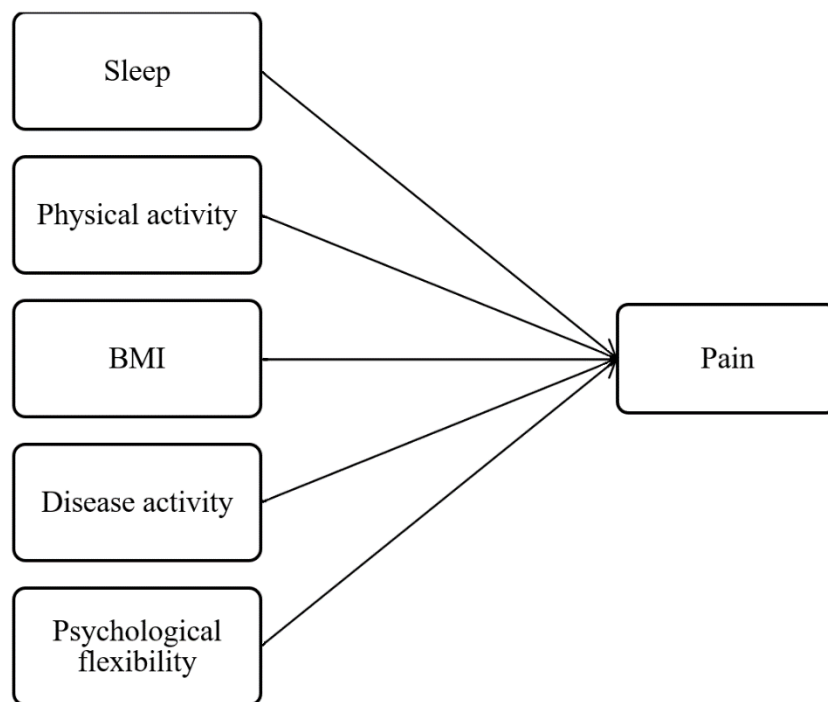 Sleep
Physical activity
BMI
Pain
Disease activity
Psychological
flexibility